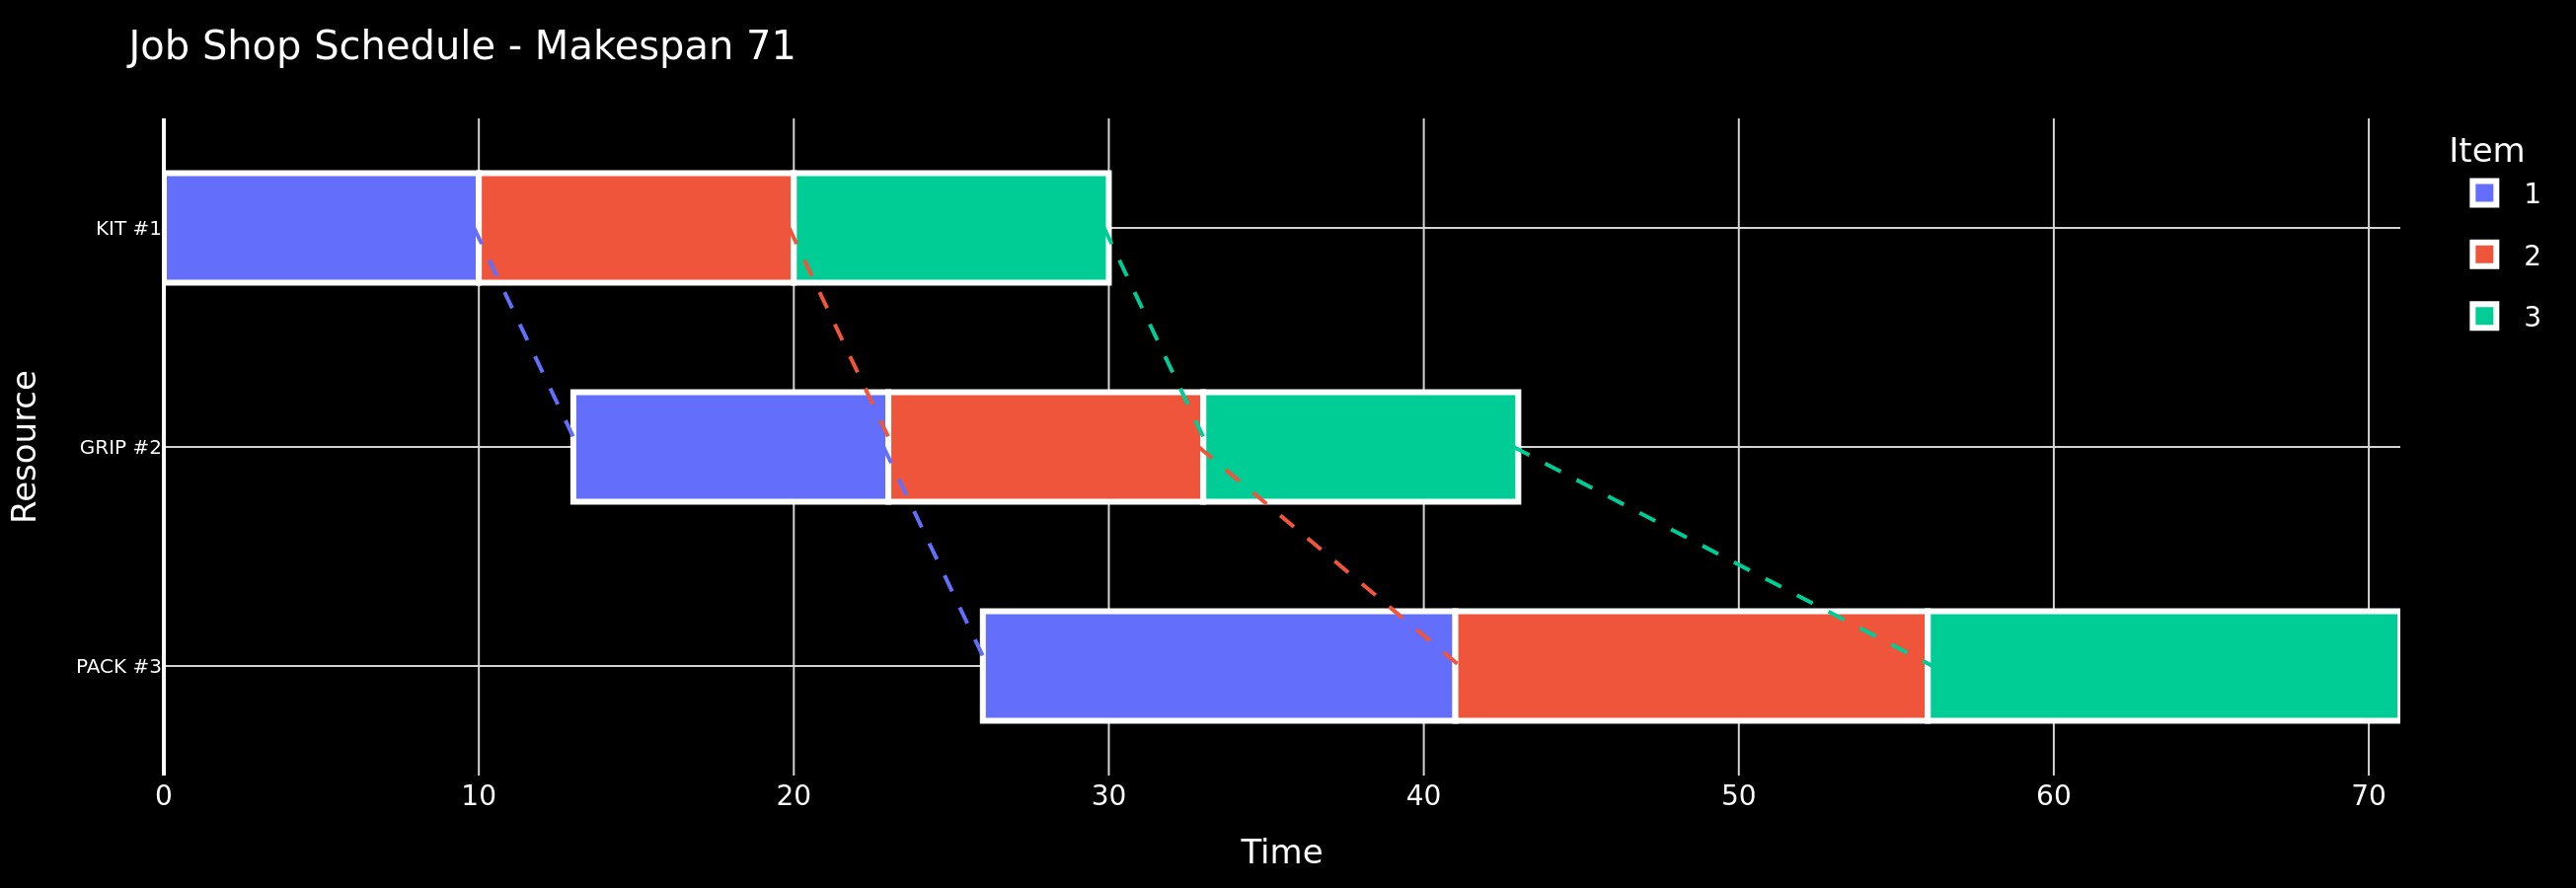 Job Shop Schedule - Makespan 71
Item
1
2
3
Resource
KIT #1
GRIP #2
PACK #3
0 10 20 30 40 50 60 70
Time